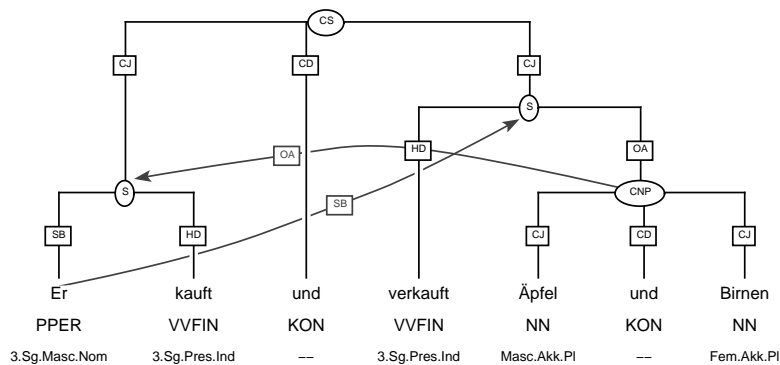 CS
CJ CD CJ
S
OA HD OA
S CNP
SB
SB HD CJ CD CJ
Er kauft und verkauft Äpfel und Birnen
PPER VVFIN KON VVFIN NN KON NN
3.Sg.Masc.Nom 3.Sg.Pres.Ind −− 3.Sg.Pres.Ind Masc.Akk.Pl −− Fem.Akk.Pl